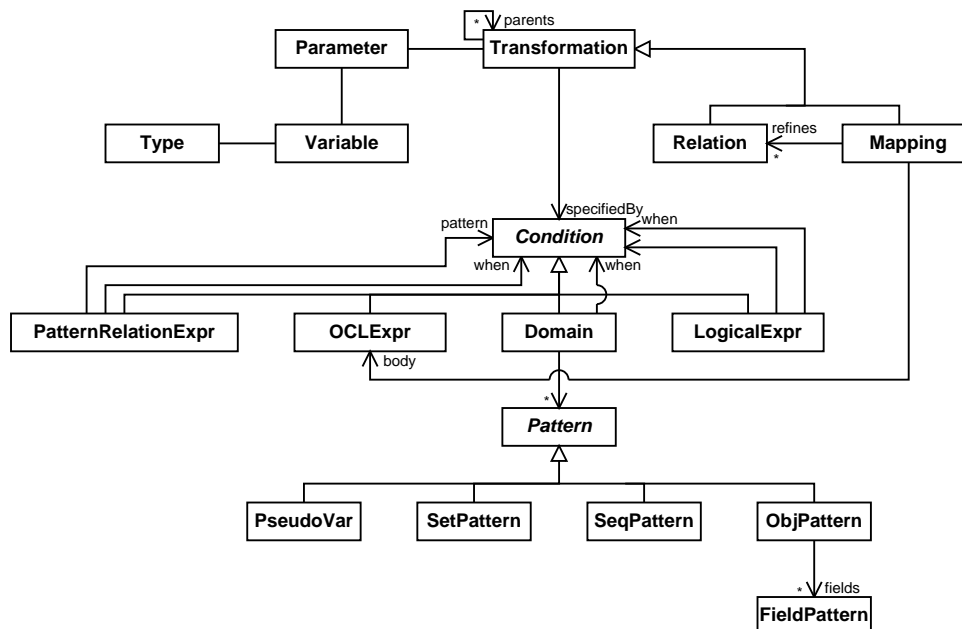 * parents
Parameter
Transformation
Type
Variable
Relation
refines
*
Mapping
specifiedBy
pattern
Condition
when
when
when
PatternRelationExpr
OCLExpr
Domain
LogicalExpr
body
*
Pattern
PseudoVar
SetPattern
SeqPattern
ObjPattern
* fields
FieldPattern